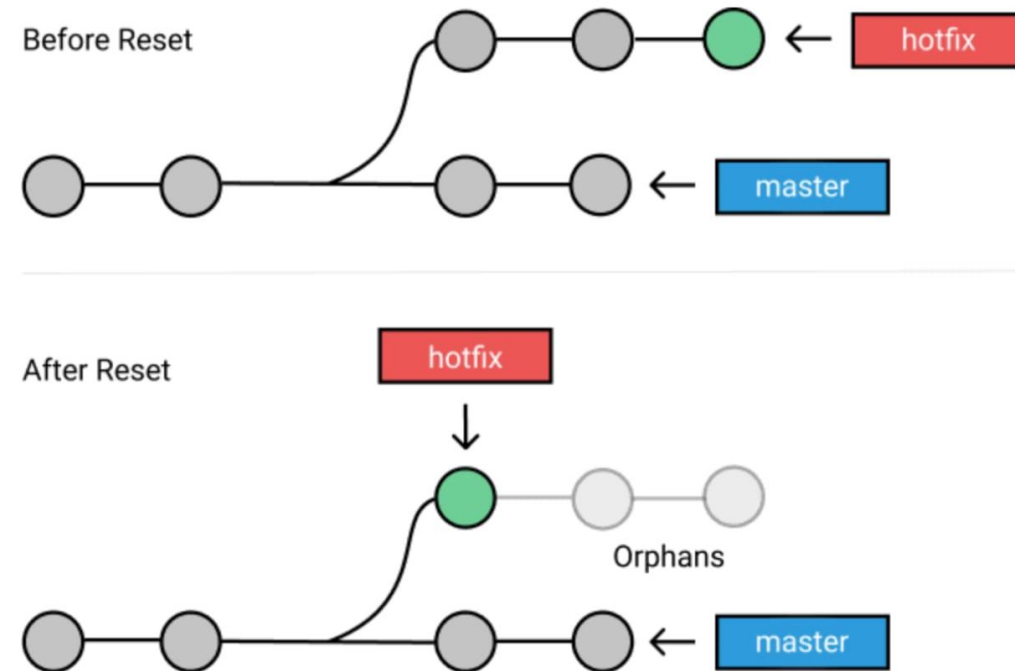 Before Reset
hotfix
master
After Reset
hotfix
Orphans
master